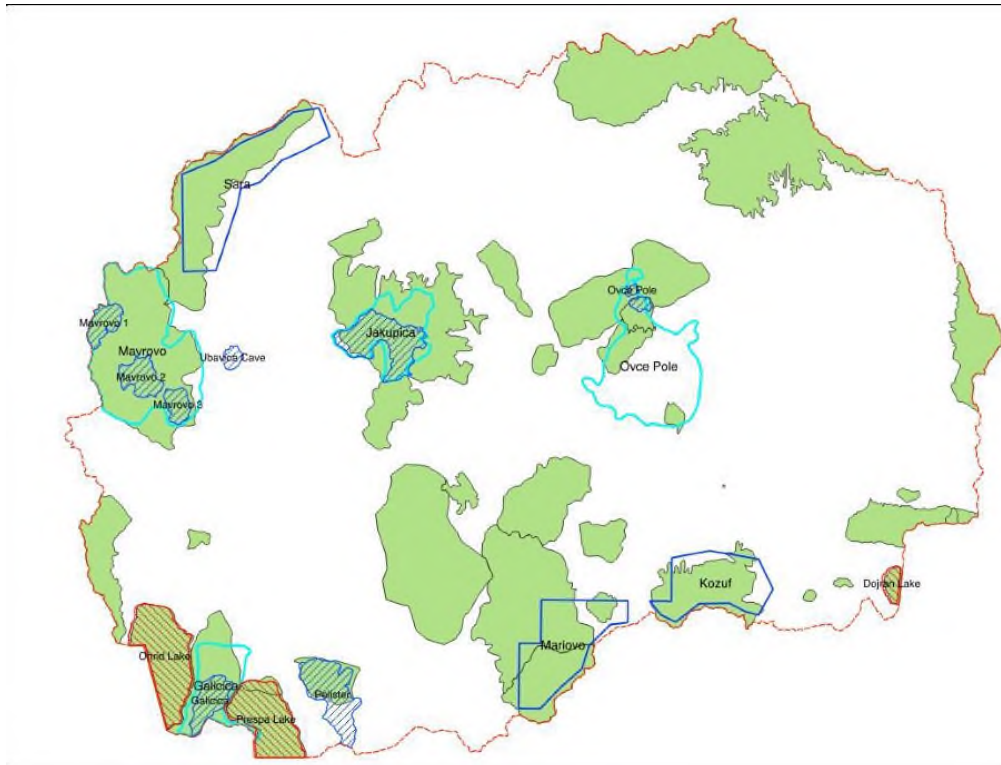 Sara
Ovce Pole
Mavrovo 1
Jakupica
Mavrovo
Ubavica Cave
Ovce Pole
Mavrovo 2
Mavrovo 3
Kozuf
Dojran Lake
Mariovo
Ohrid Lake
Galicica
Pelister
Galicica
Prespa Lake